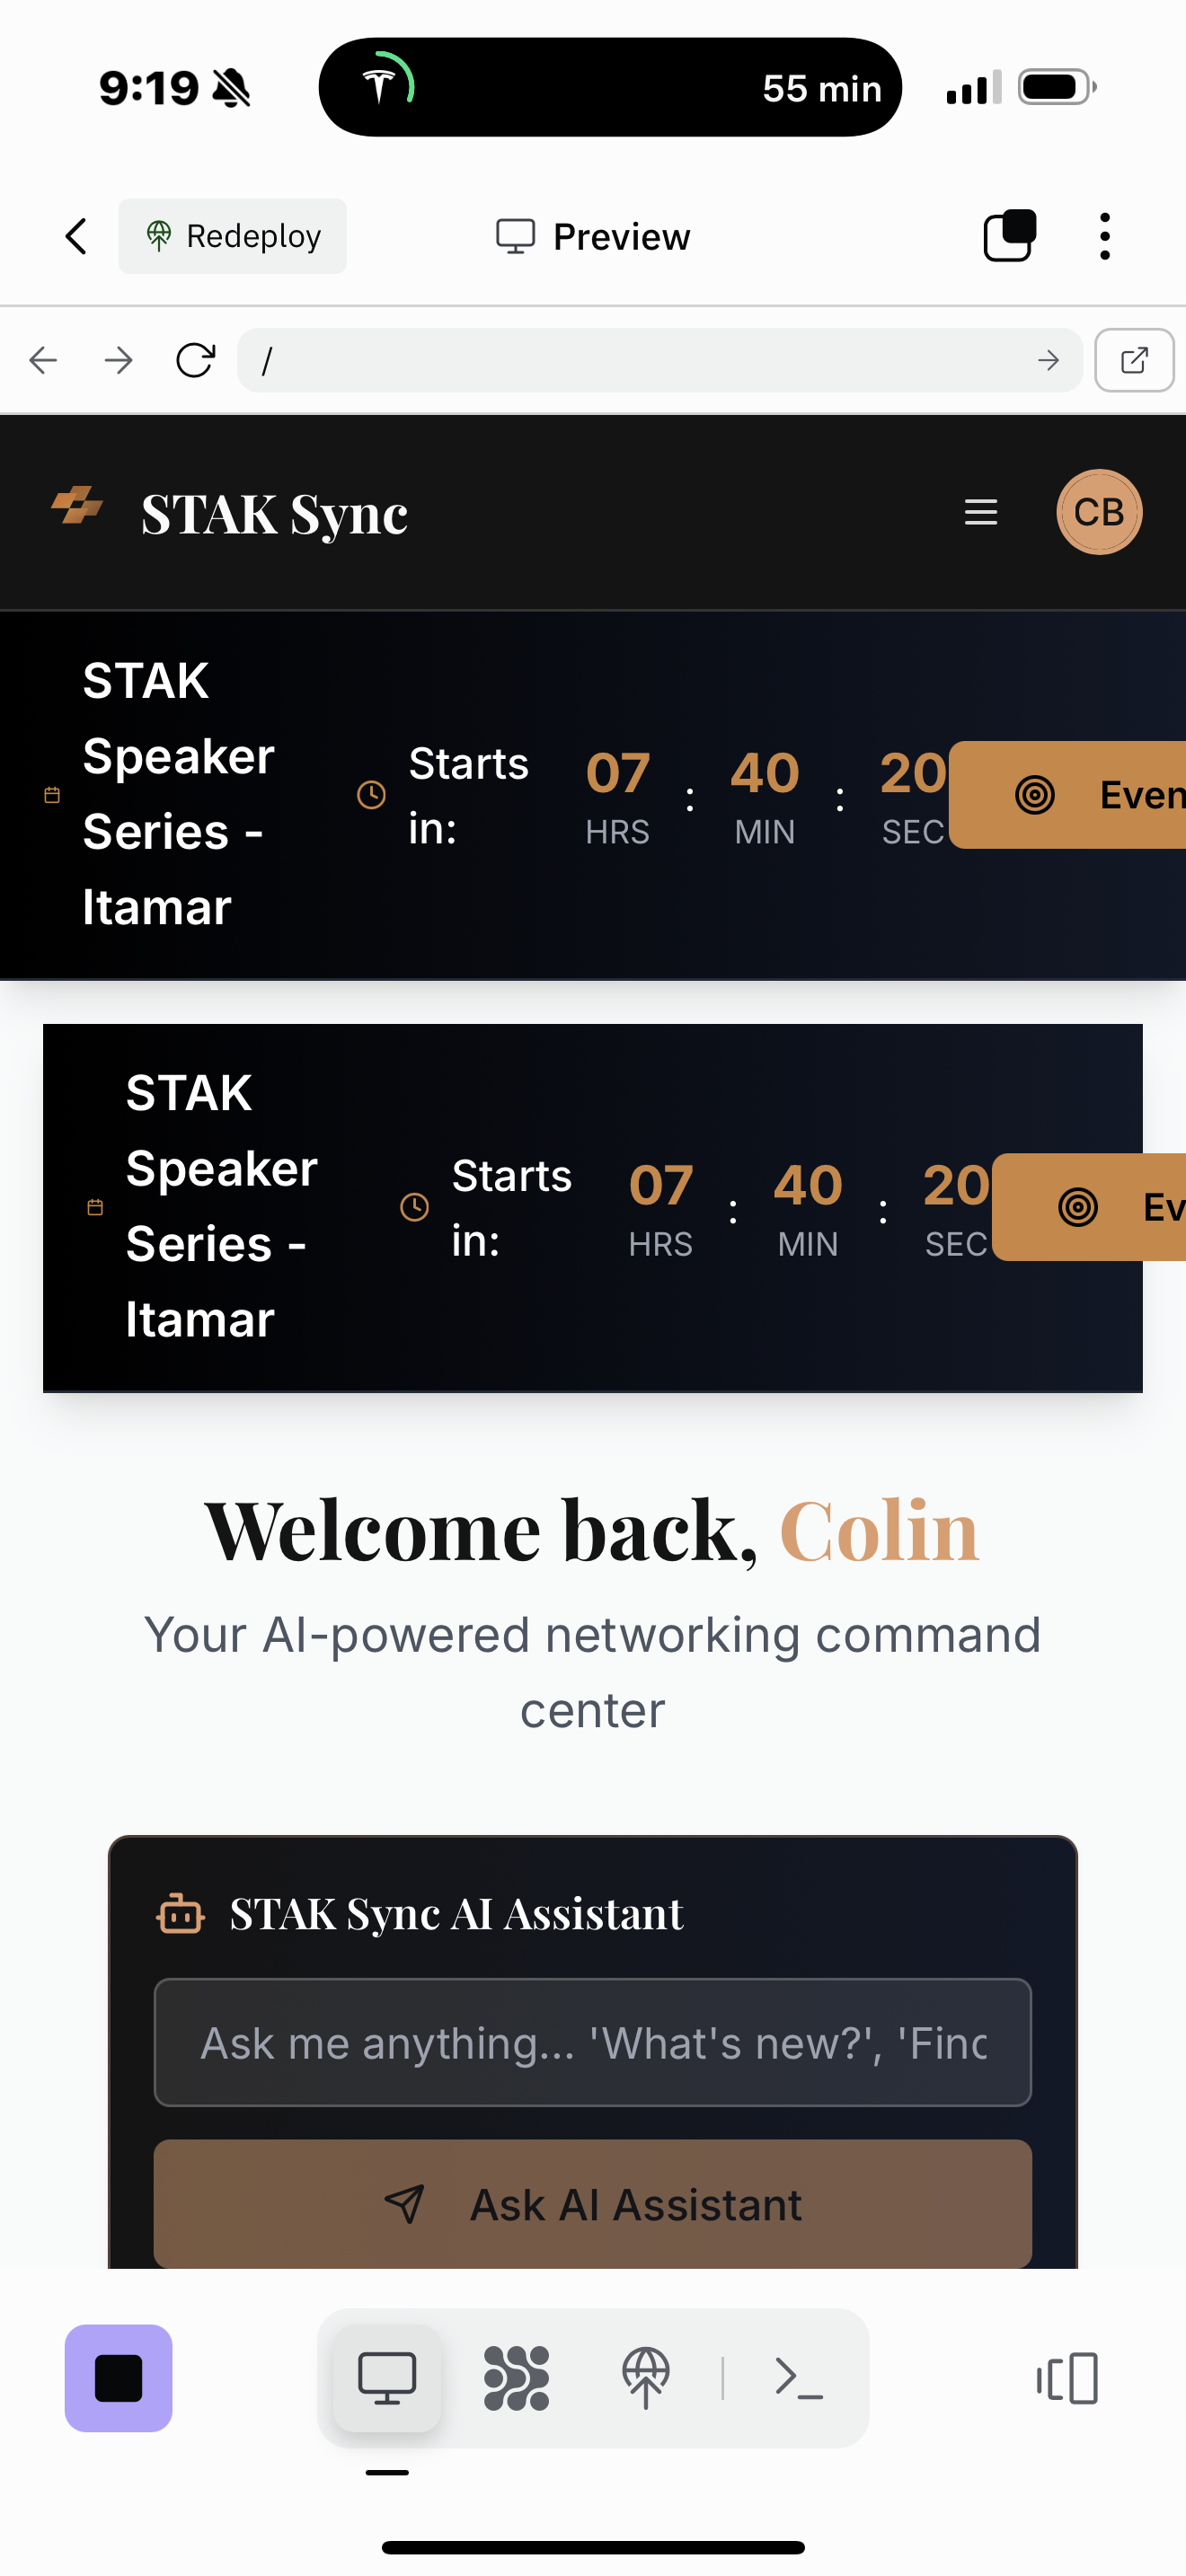 9:19
55 min
Redeploy
Preview
/
STAK Sync
CB
STAK
Speaker
Series -
Itamar
Starts
in:
07 : 40 : 20
HRS MIN SEC
Even
STAK
Speaker
Series -
Itamar
Starts
in:
07 : 40 : 20
HRS MIN SEC
Ev
Welcome back, Colin
Your AI-powered networking command
center
STAK Sync AI Assistant
Ask me anything... 'What's new?', 'Find
Ask AI Assistant